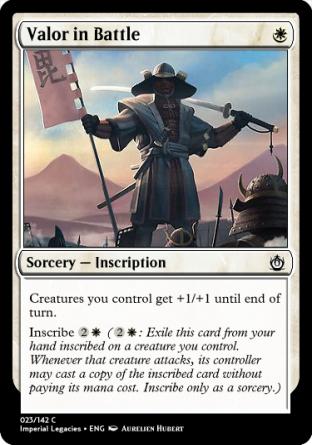 Valor in Battle
毘
Sorcery — Inscription
Creatures you control get +1/+1 until end of
turn.
Inscribe 2 ( 2 : Exile this card from your
hand inscribed on a creature you control.
Whenever that creature attacks, its controller
may cast a copy of the inscribed card without
paying its mana cost. Inscribe only as a sorcery.)
023/142 C
Imperial Legacies • ENG Aurelien Hubert